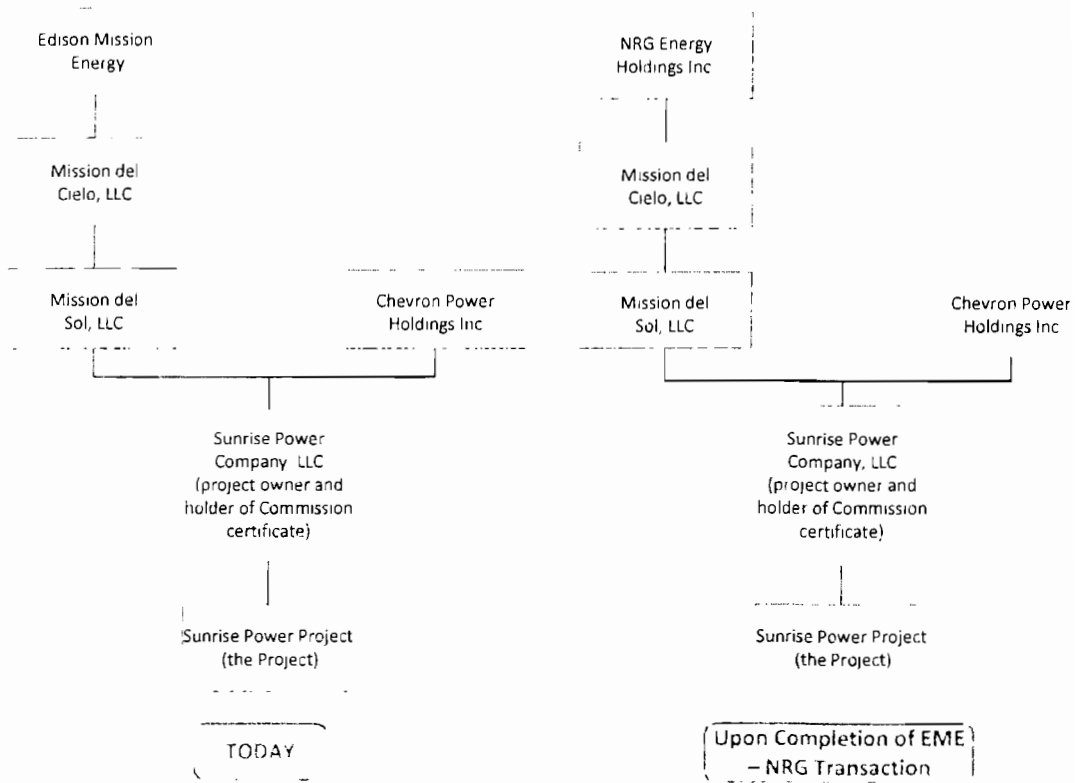 Edison Mission
Energy
Mission del
Cielo, LLC
Mission del
Sol, LLC
Chevron Power
Holdings Inc
Sunrise Power
Company LLC
(project owner and
holder of Commission
certificate)
Sunrise Power Project
(the Project)
TODAY
NRG Energy
Holdings Inc
Mission del
Cielo, LLC
Mission del
Sol, LLC
Chevron Power
Holdings Inc
Sunrise Power
Company, LLC
(project owner and
holder of Commission
certificate)
Sunrise Power Project
(the Project)
Upon Completion of EME
– NRG Transaction